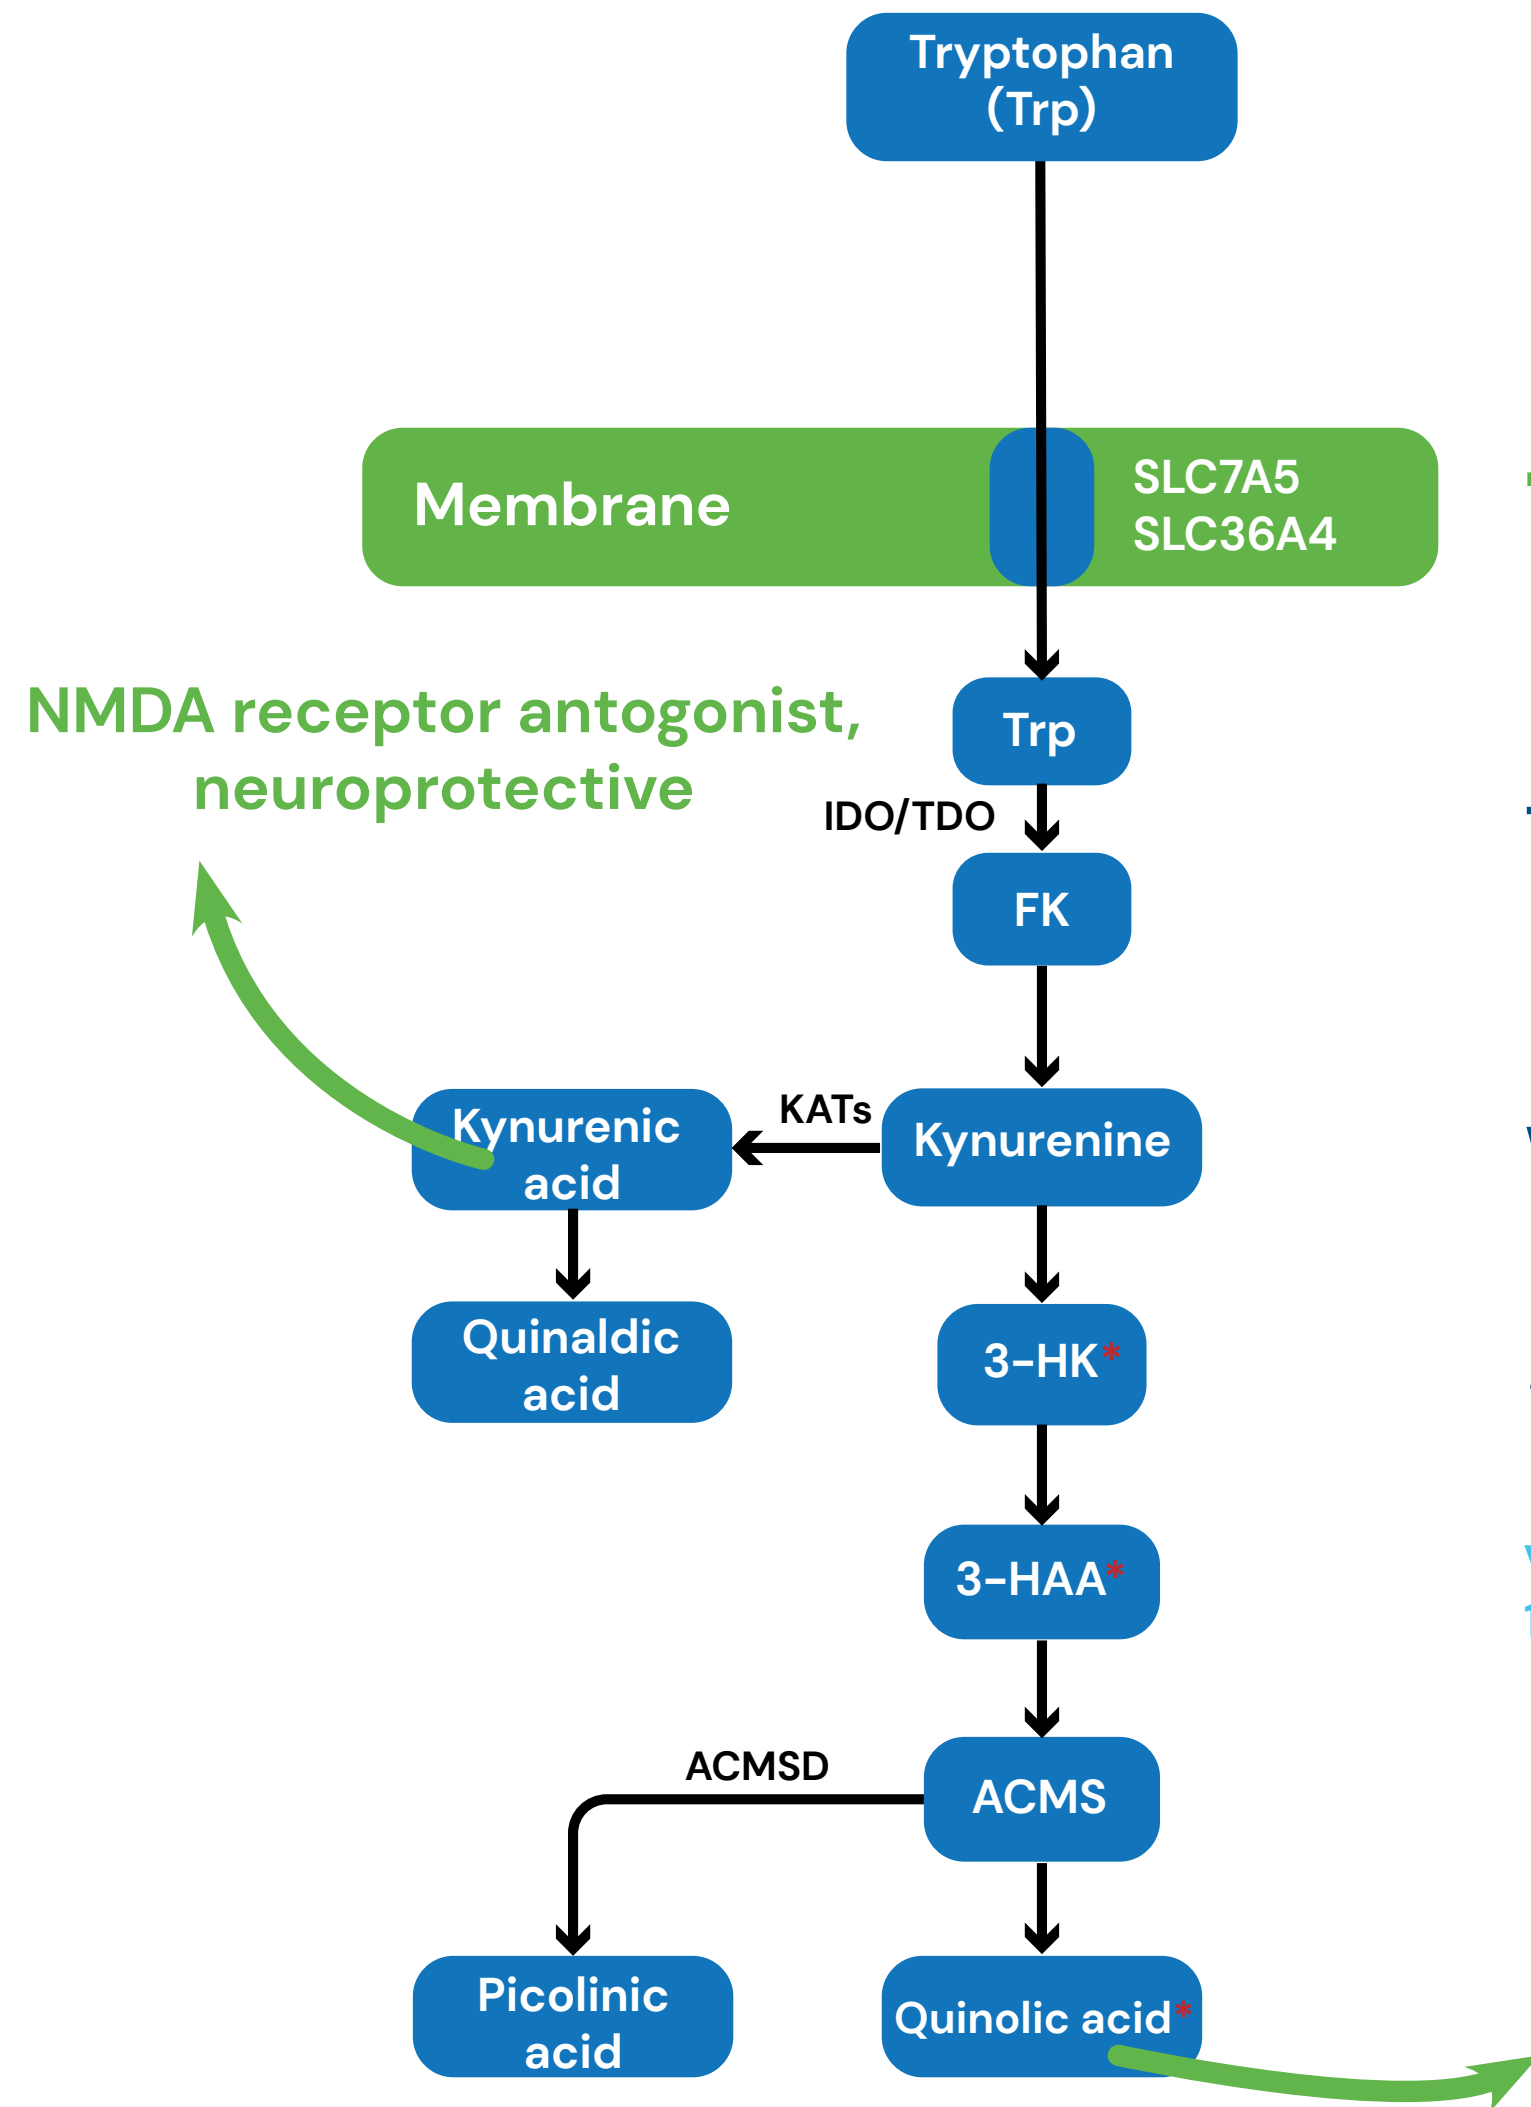 Tryptophan
(Trp)
Membrane
SLC7A5
SLC36A4
NMDA receptor antogonist,
neuroprotective
Trp
IDO/TDO
FK
KATs
Kynurenic
acid
Kynurenine
Quinaldic
acid
3-HK*
3-HAA*
ACMSD
ACMS
Picolinic
acid
Quinolic acid*